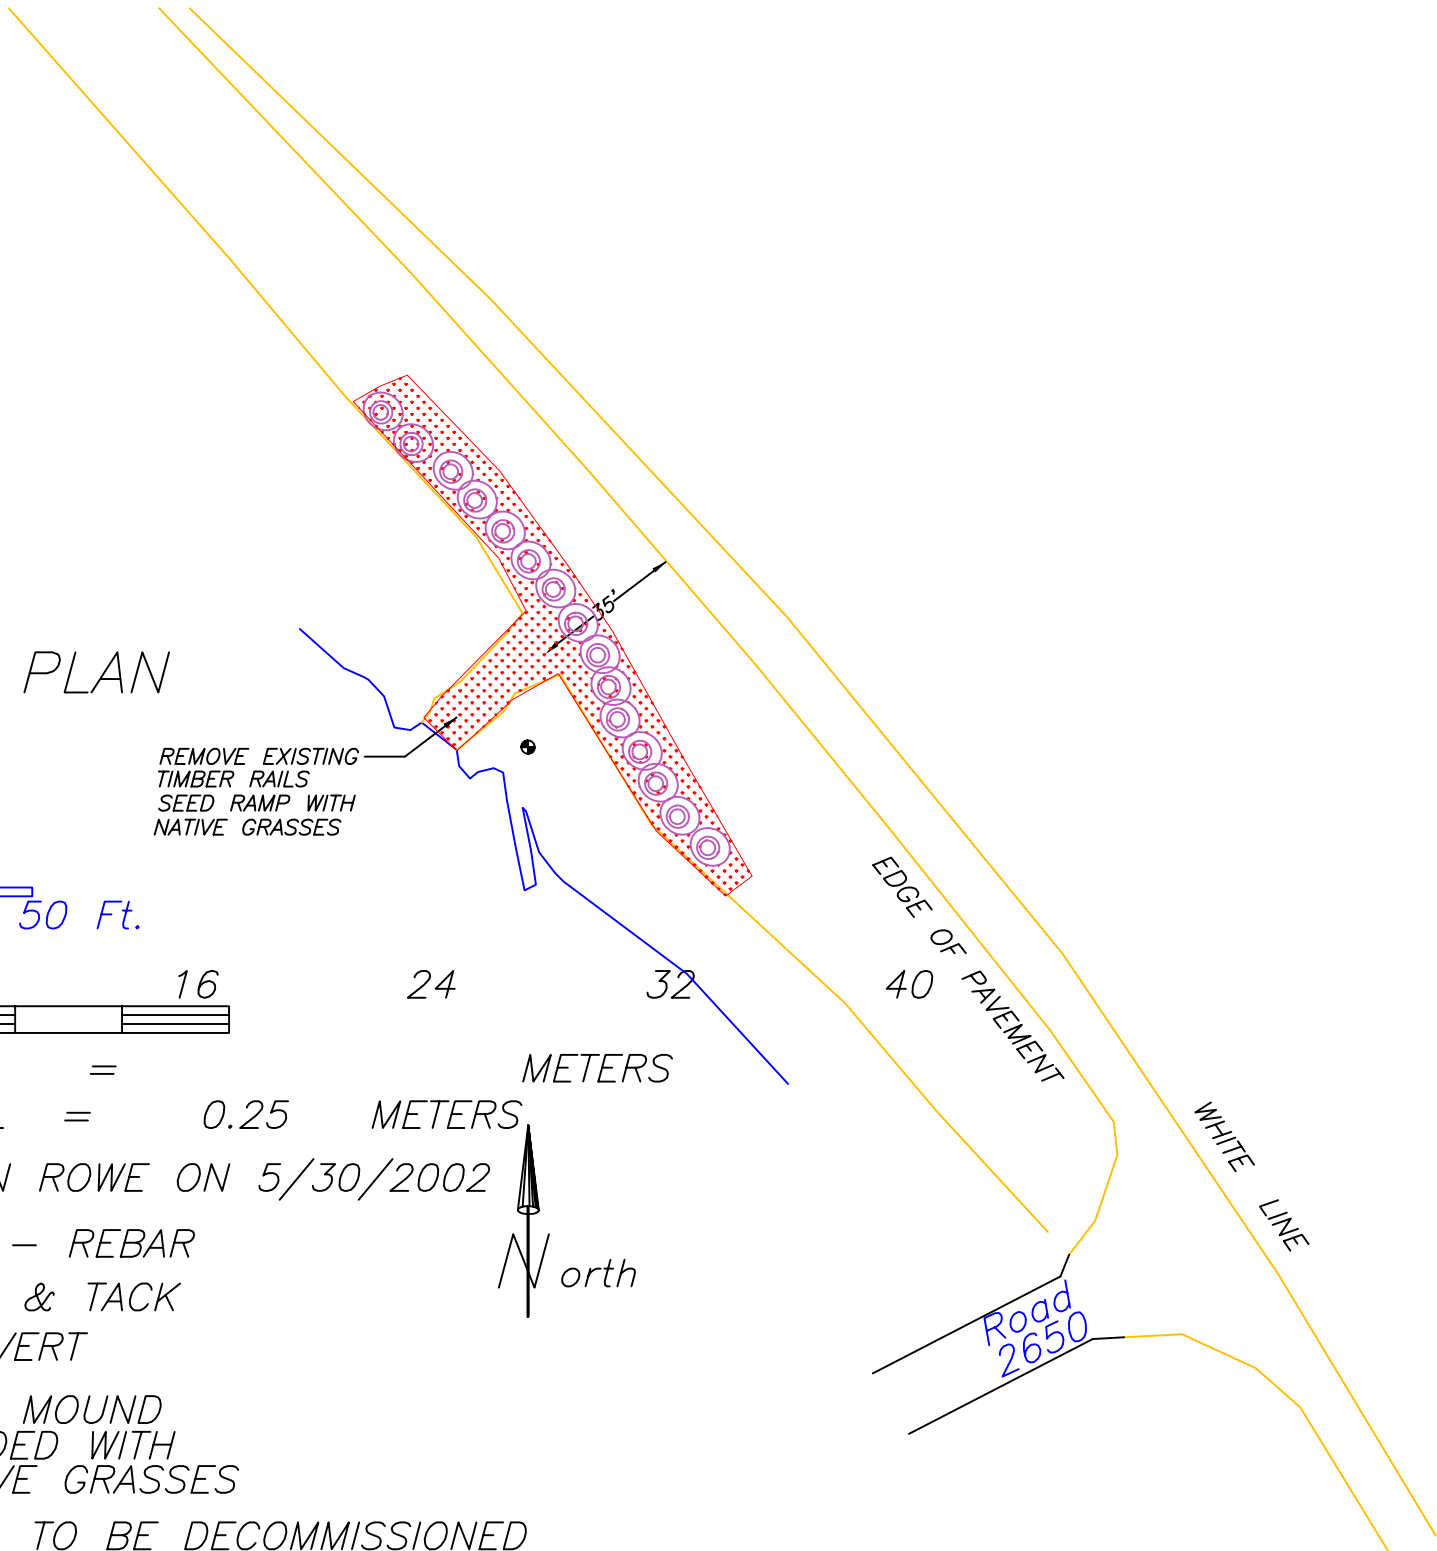 35'
PLAN
REMOVE EXISTING
TIMBER RAILS
SEED RAMP WITH
NATIVE GRASSES
50 Ft.
EDGE OF PAVEMENT
16 24 32 40
= METERS
= 0.25 METERS
ROWE ON 5/30/2002
WHITE LINE
- REBAR
North
& TACK
Road
2650
MOUND
WITH
GRASSES
TO BE DECOMMISSIONED